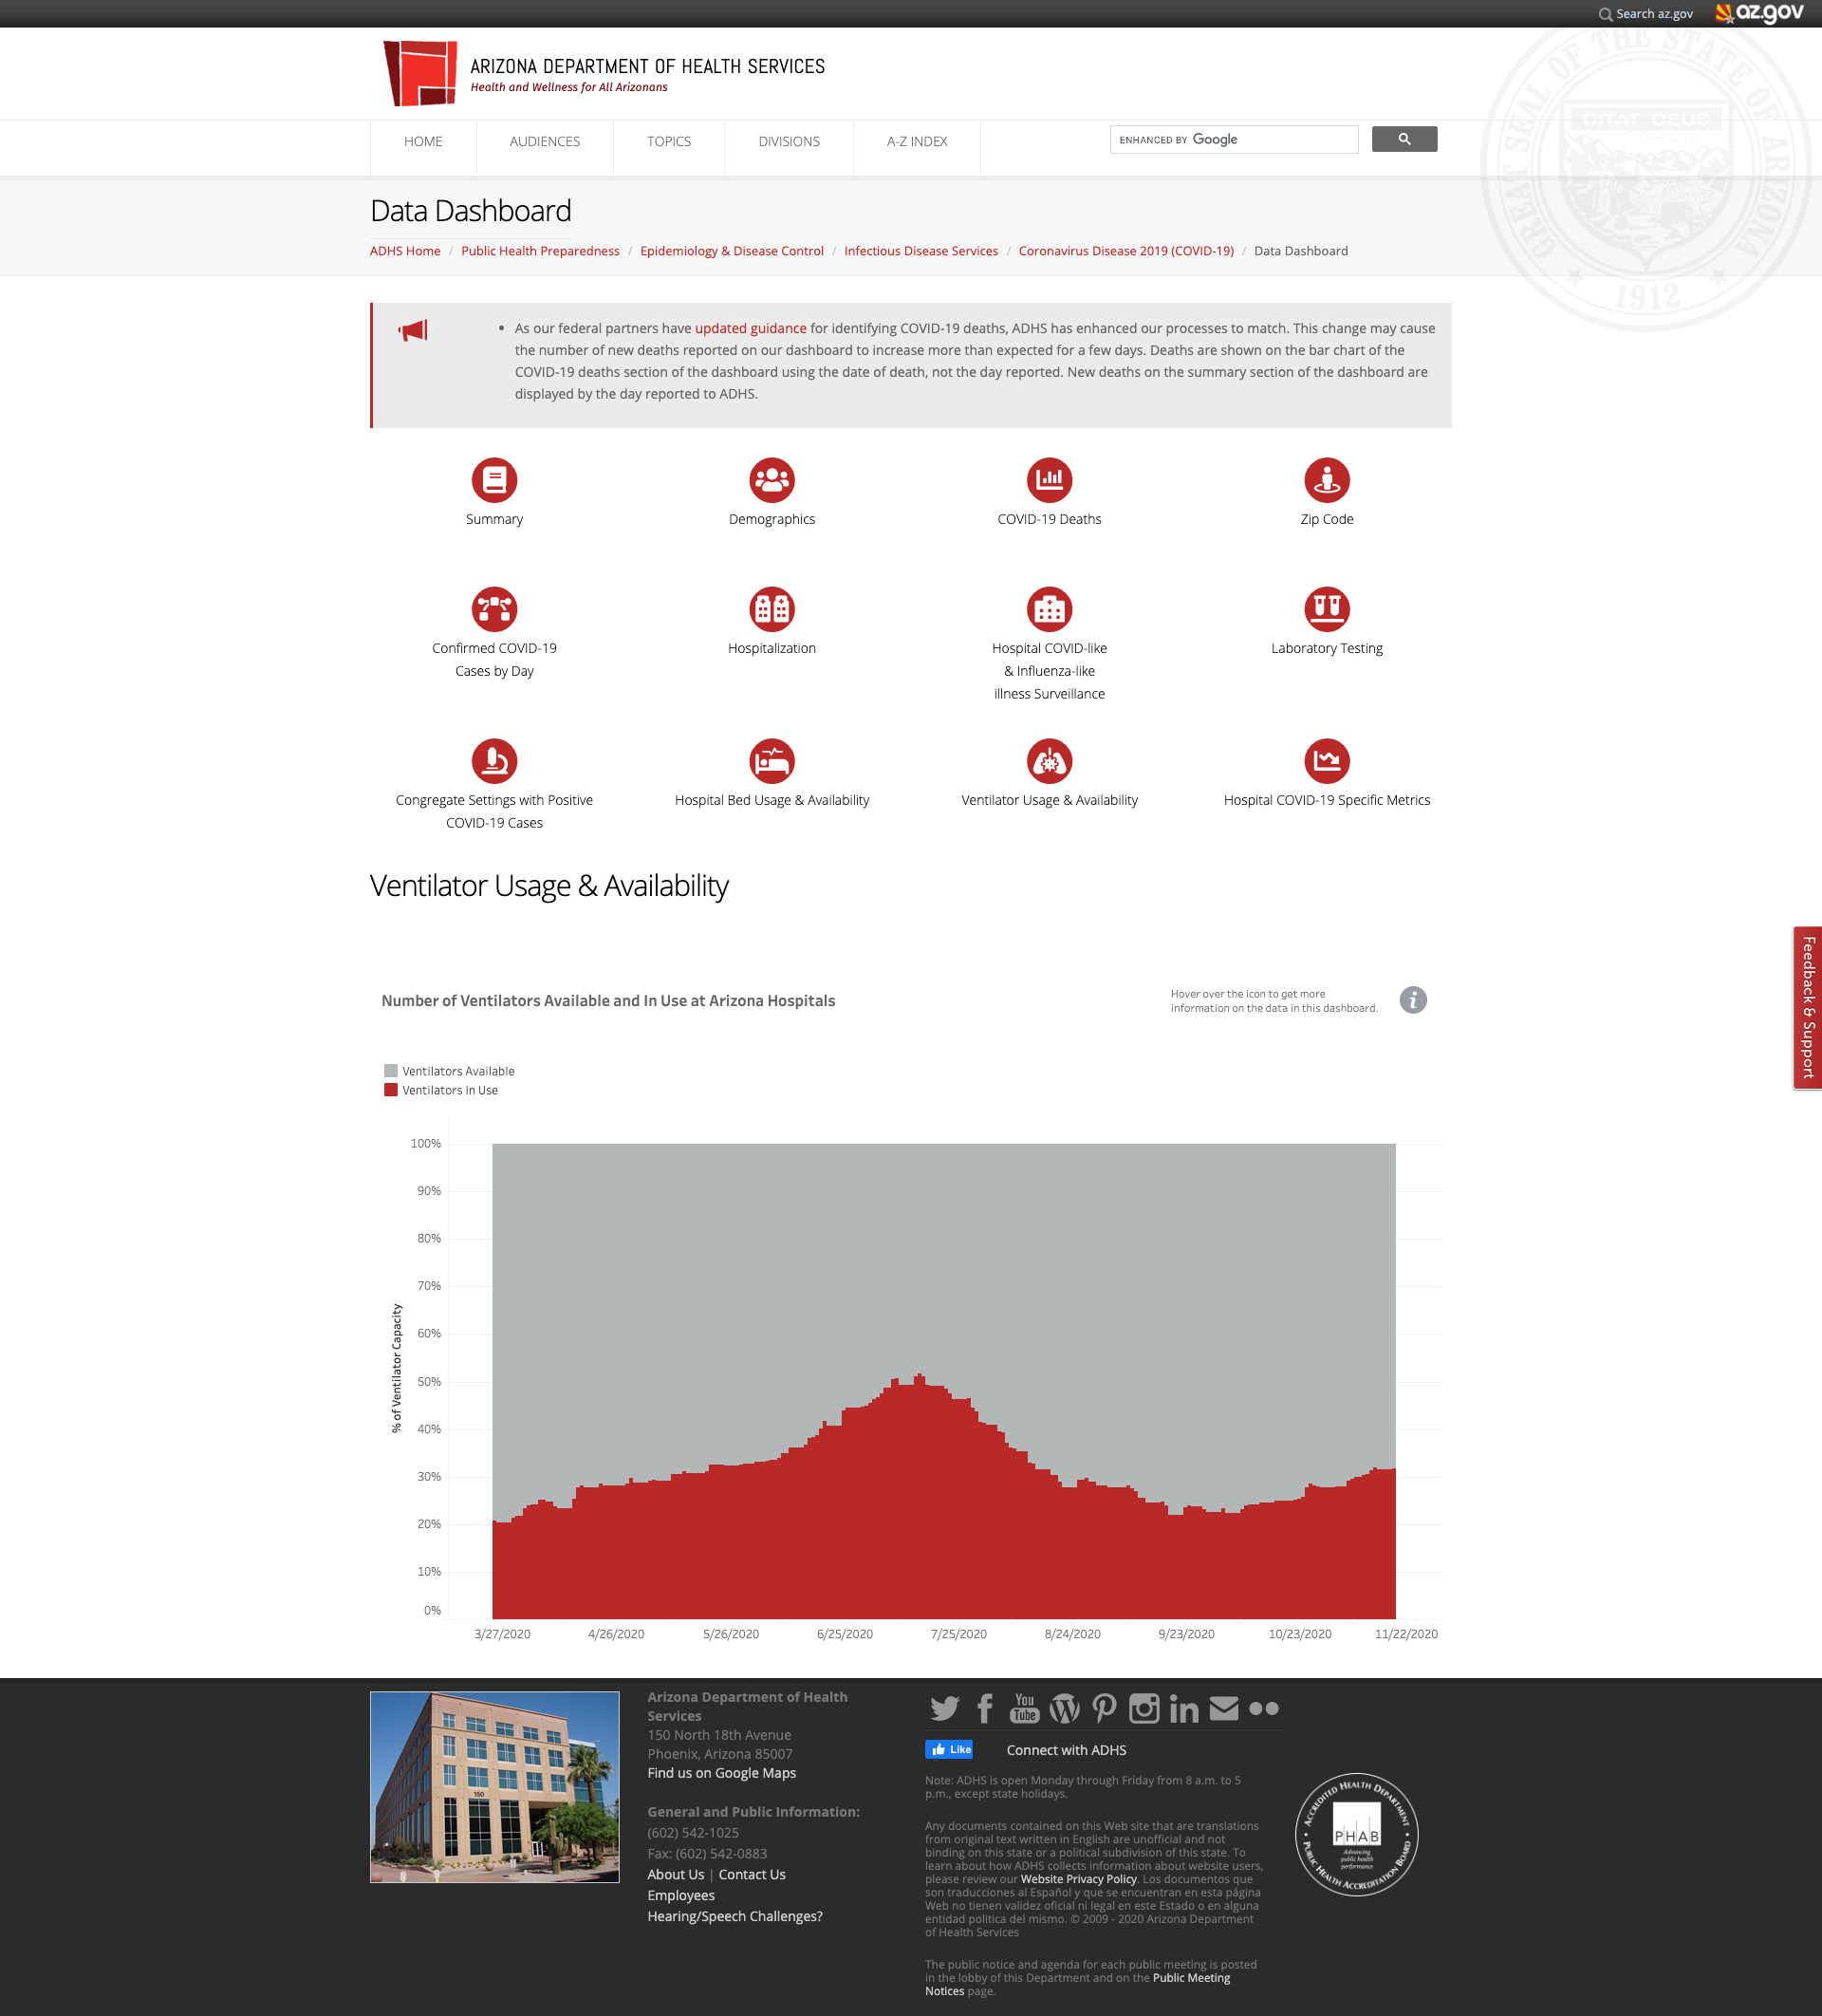 Search az.gov
az.gov
ARIZONA DEPARTMENT OF HEALTH SERVICES
Health and Wellness for All Arizonans
GREAT SEAL OF THE STATE OF ARIZONA
DITAT DEUS
1912
HOME
AUDIENCES
TOPICS
DIVISIONS
A-Z INDEX
ENHANCED BY Google
Data Dashboard
ADHS Home / Public Health Preparedness / Epidemiology & Disease Control / Infectious Disease Services / Coronavirus Disease 2019 (COVID-19) / Data Dashboard
• As our federal partners have updated guidance for identifying COVID-19 deaths, ADHS has enhanced our processes to match. This change may cause
the number of new deaths reported on our dashboard to increase more than expected for a few days. Deaths are shown on the bar chart of the
COVID-19 deaths section of the dashboard using the date of death, not the day reported. New deaths on the summary section of the dashboard are
displayed by the day reported to ADHS.
Summary
Demographics
COVID-19 Deaths
Zip Code
Confirmed COVID-19
Cases by Day
Hospitalization
Hospital COVID-like
& Influenza-like
illness Surveillance
Laboratory Testing
Congregate Settings with Positive
COVID-19 Cases
Hospital Bed Usage & Availability
Ventilator Usage & Availability
Hospital COVID-19 Specific Metrics
Ventilator Usage & Availability
Feedback & Support
Number of Ventilators Available and In Use at Arizona Hospitals
Hover over the icon to get more
information on the data in this dashboard.
i
Ventilators Available
Ventilators In Use
% of Ventilator Capacity
100%
90%
80%
70%
60%
50%
40%
30%
20%
10%
0%
3/27/2020
4/26/2020
5/26/2020
6/25/2020
7/25/2020
8/24/2020
9/23/2020
10/23/2020
11/22/2020
150
Arizona Department of Health
Services
150 North 18th Avenue
Phoenix, Arizona 85007
Find us on Google Maps
General and Public Information:
(602) 542-1025
Fax: (602) 542-0883
About Us | Contact Us
Employees
Hearing/Speech Challenges?
You
Tube
Like
Connect with ADHS
Note: ADHS is open Monday through Friday from 8 a.m. to 5
p.m., except state holidays.
Any documents contained on this Web site that are translations
from original text written in English are unofficial and not
binding on this state or a political subdivision of this state. To
learn about how ADHS collects information about website users,
please review our Website Privacy Policy. Los documentos que
son traducciones al Español y que se encuentran en esta página
Web no tienen validez oficial ni legal en este Estado o en alguna
entidad politica del mismo. © 2009 - 2020 Arizona Department
of Health Services
The public notice and agenda for each public meeting is posted
in the lobby of this Department and on the Public Meeting
Notices page.
ACCREDITED HEALTH DEPARTMENT
PHAB
Advancing
public health
performance
PUBLIC HEALTH ACCREDITATION BOARD